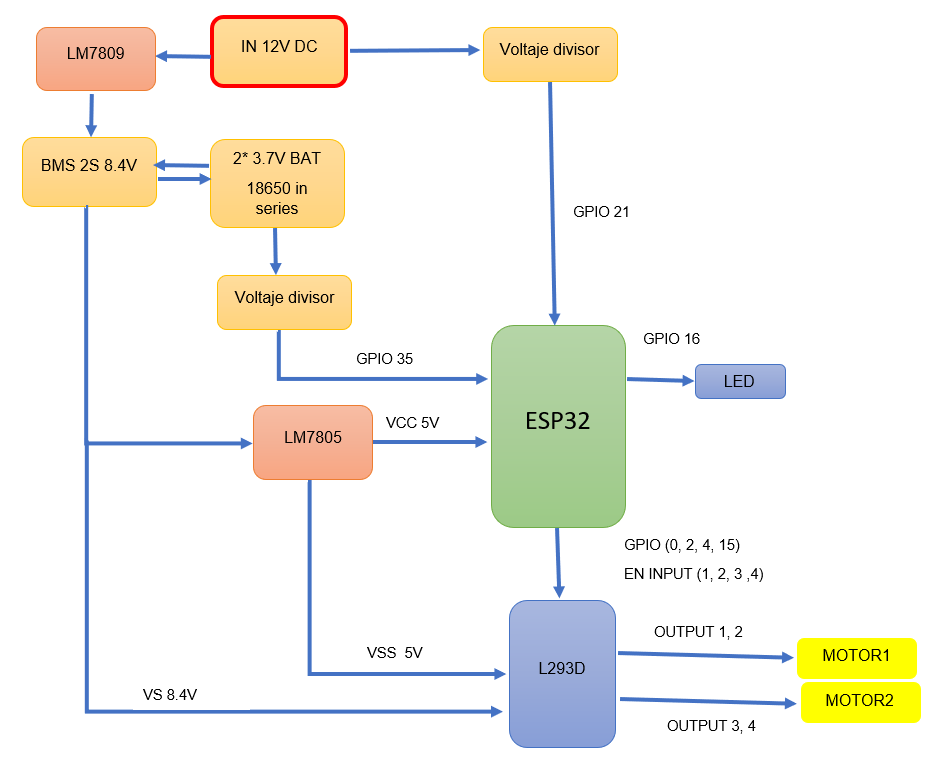 LM7809
IN 12V DC
Voltaje divisor
BMS 2S 8.4V
2* 3.7V BAT
18650 in
series
GPIO 21
Voltaje divisor
GPIO 35
GPIO 16
LED
ESP32
LM7805
VCC 5V
GPIO (0, 2, 4, 15)
EN INPUT (1, 2, 3 ,4)
OUTPUT 1, 2
VSS  5V
L293D
MOTOR1
VS 8.4V
MOTOR2
OUTPUT 3, 4